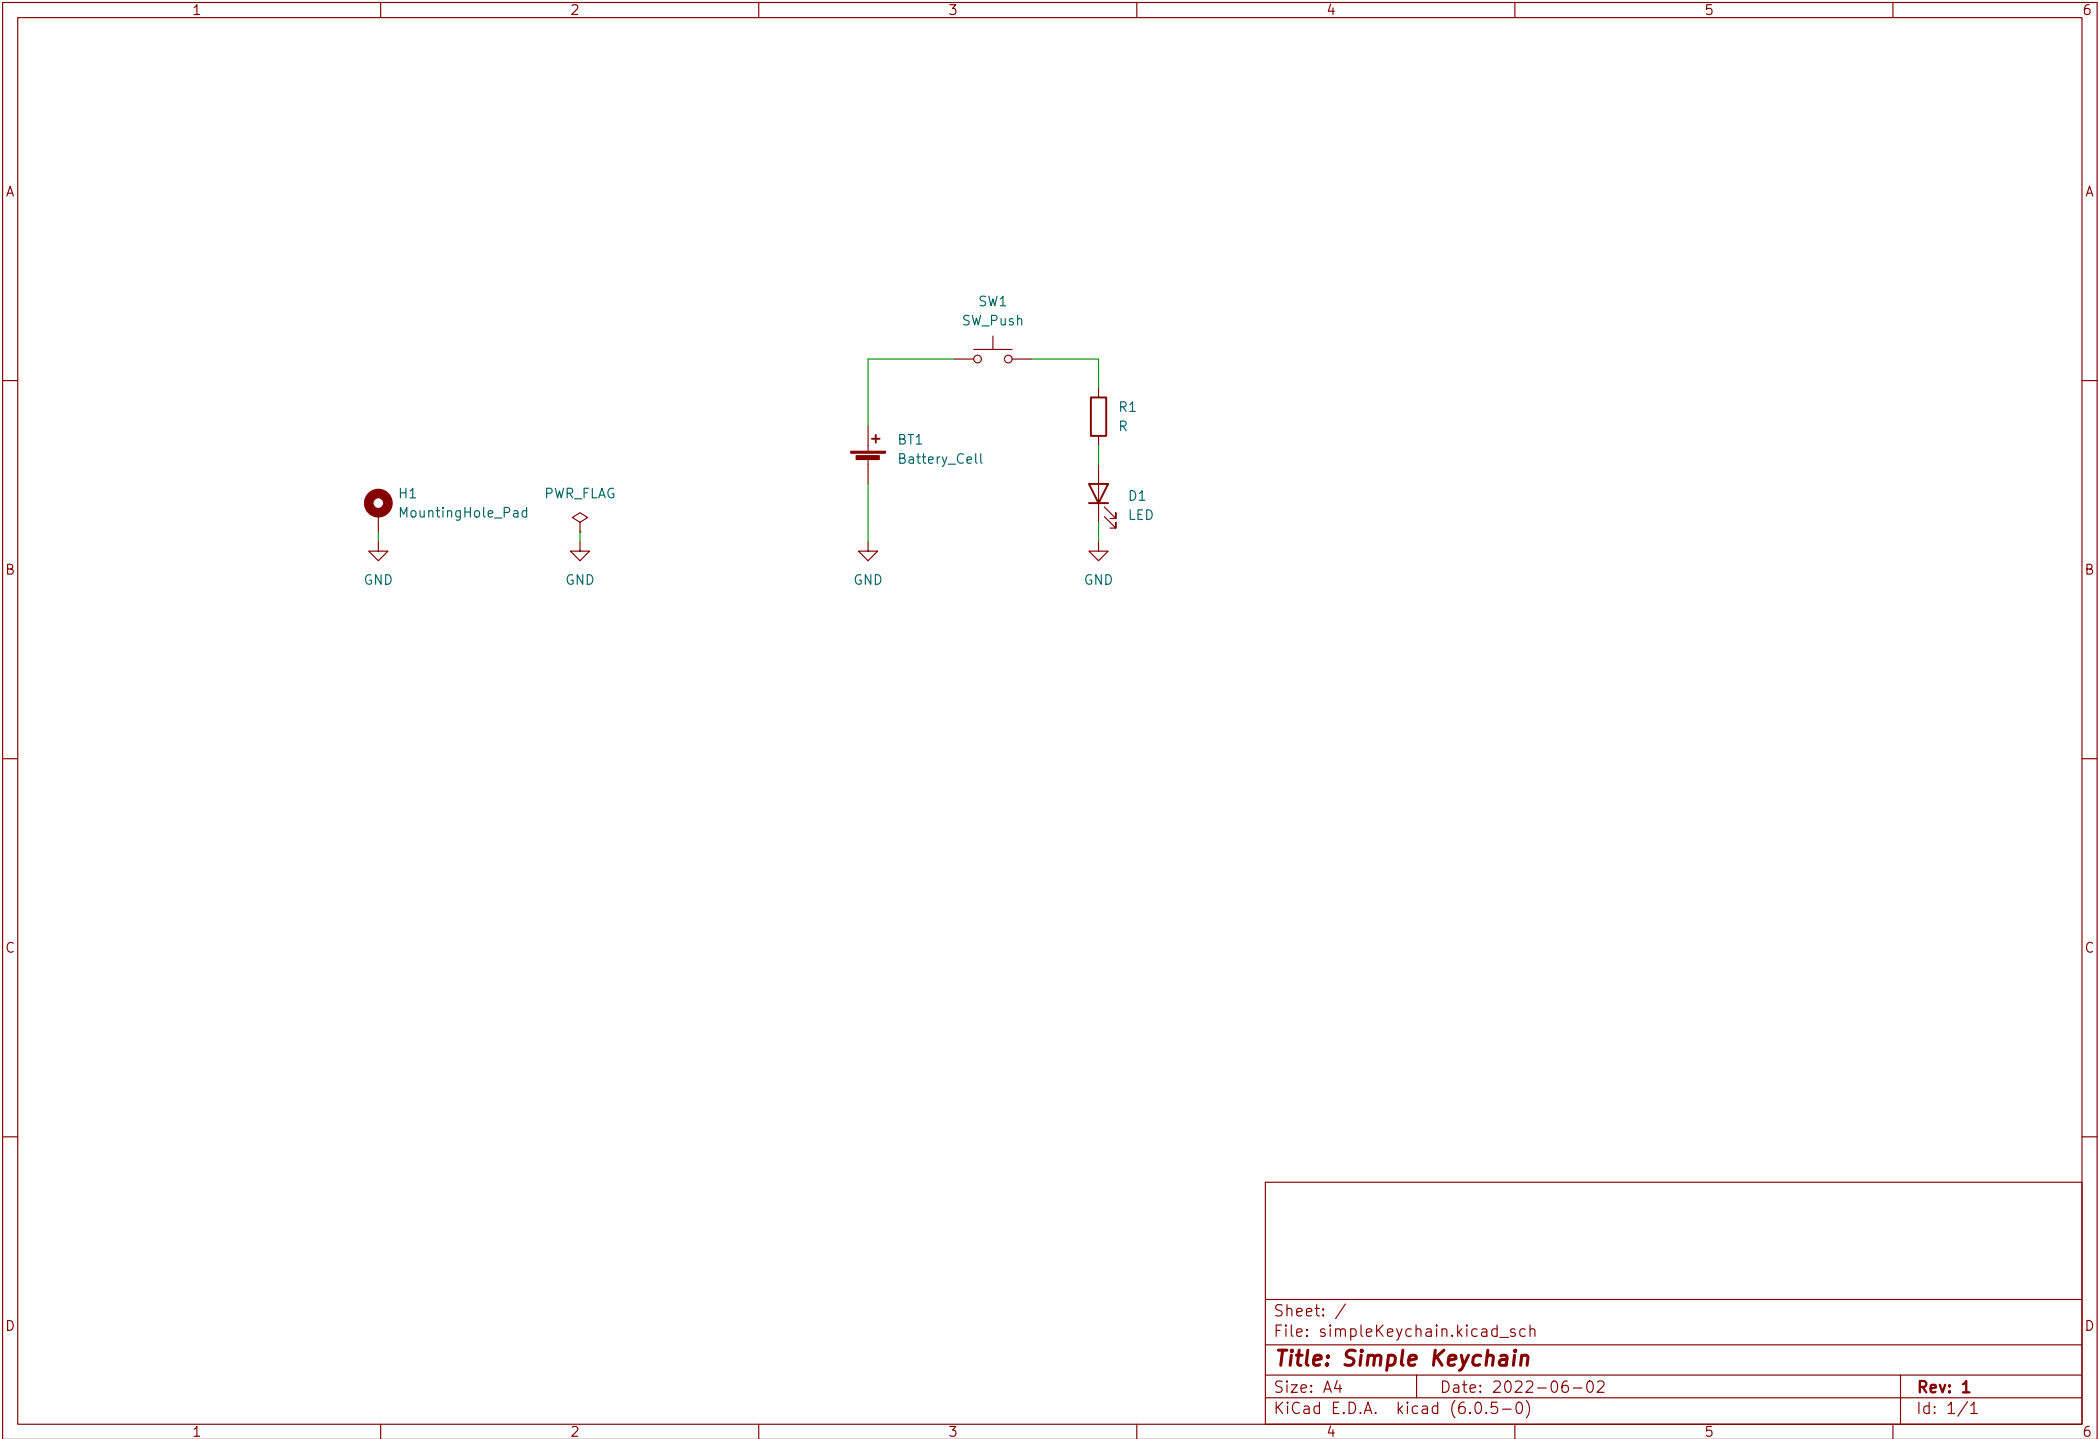 1 2 3 4 5 6
A A
SW1
SW_Push
R1
R
BT1
Battery_Cell
H1
MountingHole_Pad
PWR_FLAG
D1
LED
+
GND GND GND GND
B B
C C
Sheet: /
File: simpleKeychain.kicad_sch
D D
Title: Simple Keychain
Size: A4 Date: 2022-06-02 Rev: 1
KiCad E.D.A. kicad (6.0.5-0) Id: 1/1
1 2 3 4 5 6